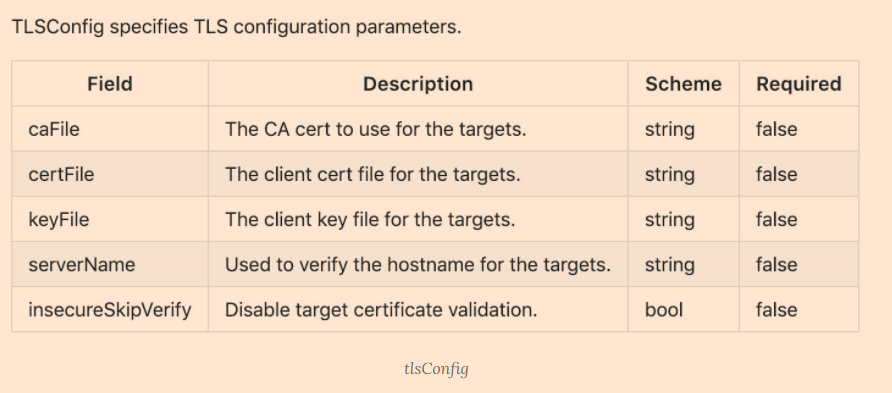 TLSConfig specifies TLS configuration parameters.
Field Description Scheme Required
caFile The CA cert to use for the targets. string false
certFile The client cert file for the targets. string false
keyFile The client key file for the targets. string false
serverName Used to verify the hostname for the targets. string false
insecureSkipVerify Disable target certificate validation. bool false
tlsConfig